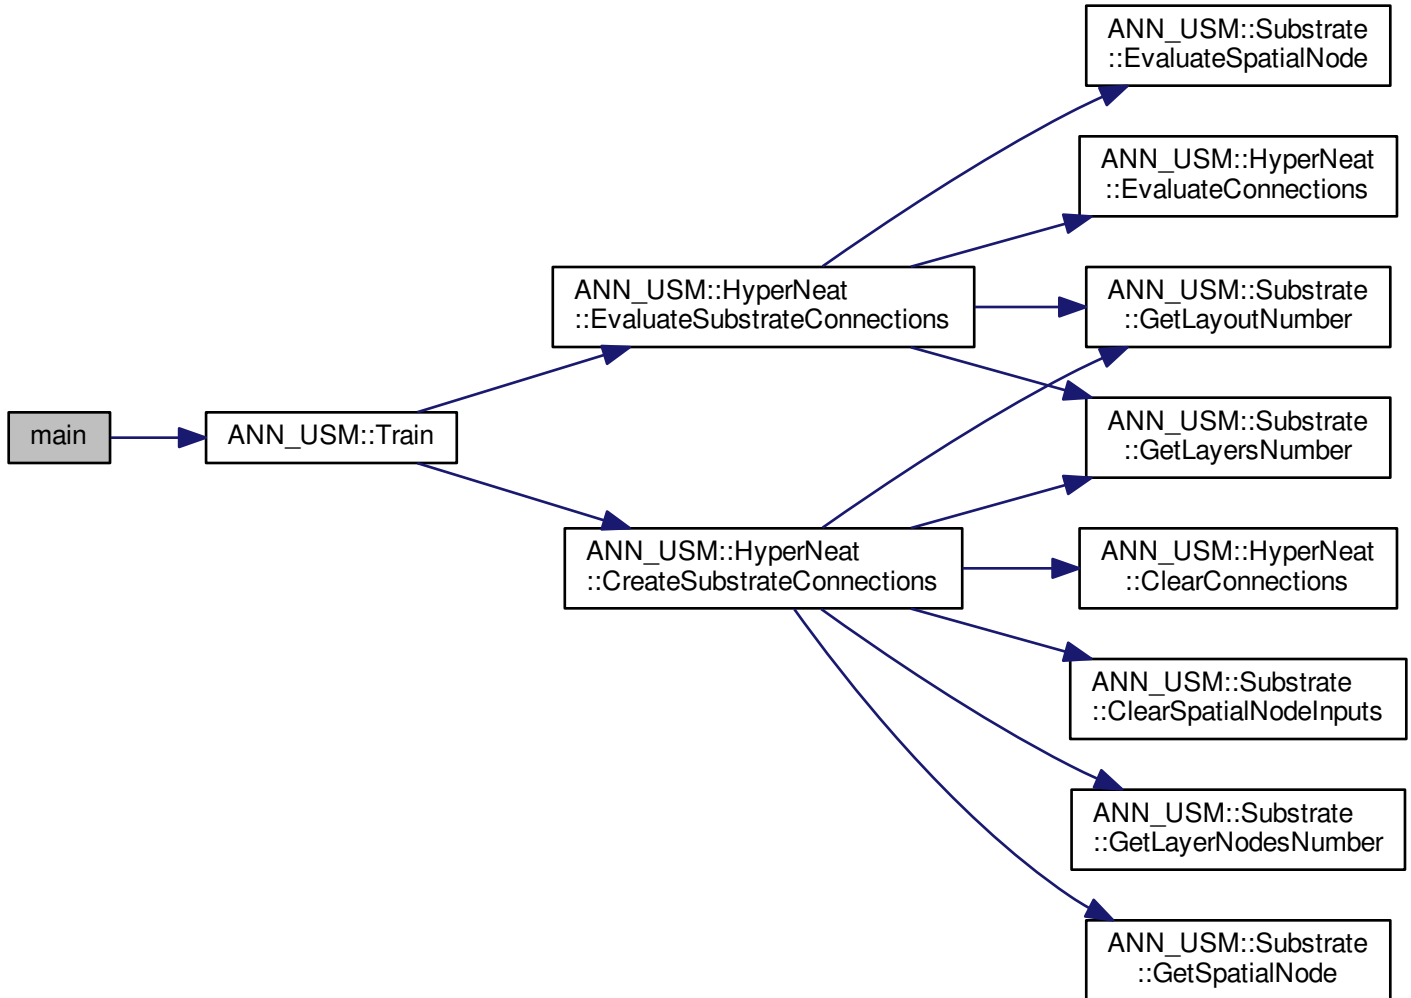 main
ANN_USM::Train
ANN_USM::HyperNeat
::EvaluateSubstrateConnections
ANN_USM::HyperNeat
::CreateSubstrateConnections
ANN_USM::Substrate
::EvaluateSpatialNode
ANN_USM::HyperNeat
::EvaluateConnections
ANN_USM::Substrate
::GetLayoutNumber
ANN_USM::Substrate
::GetLayersNumber
ANN_USM::HyperNeat
::ClearConnections
ANN_USM::Substrate
::ClearSpatialNodeInputs
ANN_USM::Substrate
::GetLayerNodesNumber
ANN_USM::Substrate
::GetSpatialNode